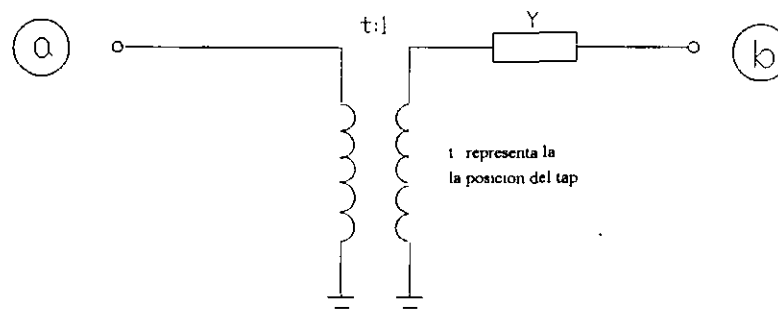 t:1
Y
a
b
t representa la
la posicion del tap